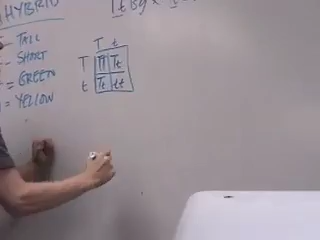 HYBRID
TALL
- SHORT
= GREEN
= YELLOW
T t
T TT Tt
t Tt tt